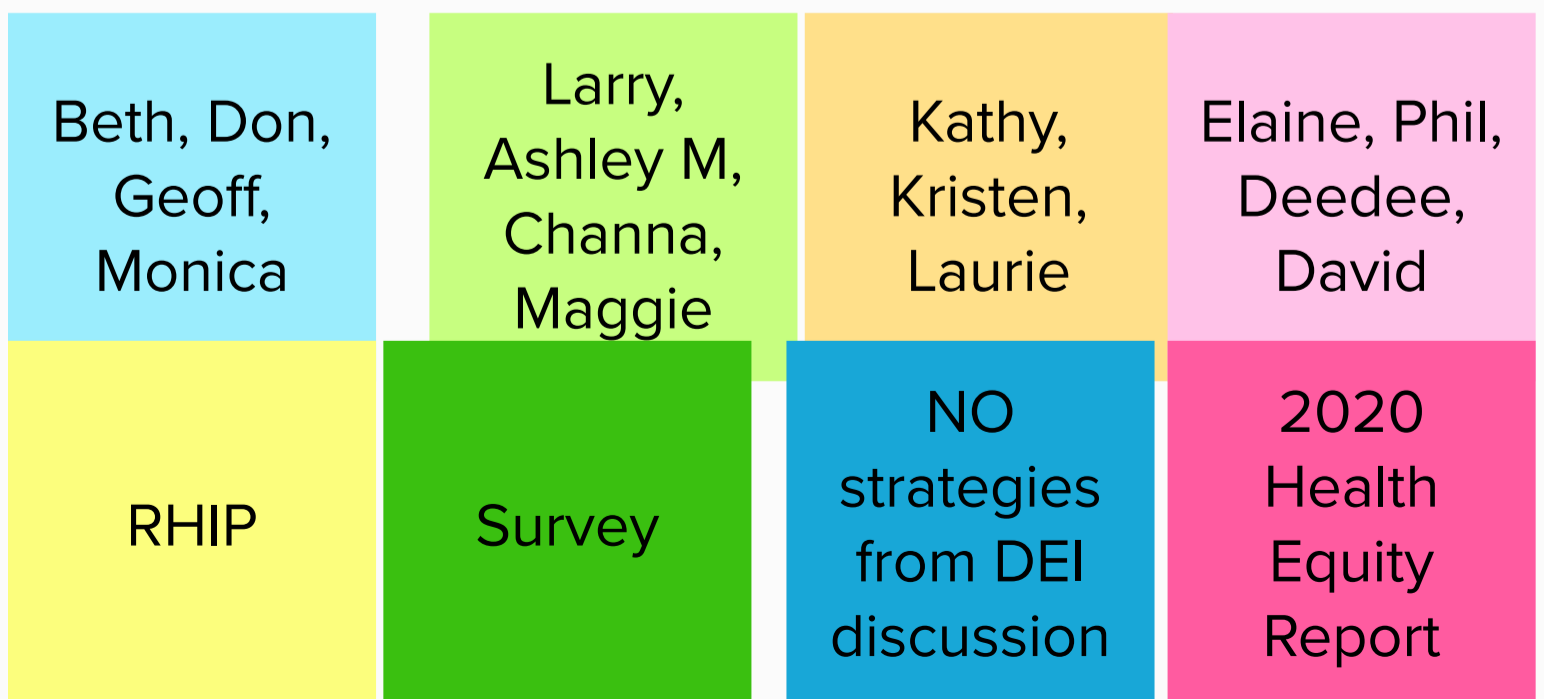 Beth, Don,
Geoff,
Monica
Larry,
Ashley M,
Channa,
Maggie
Kathy,
Kristen,
Laurie
Elaine, Phil,
Deedee,
David
RHIP
Survey
NO
strategies
from DEI
discussion
2020
Health
Equity
Report